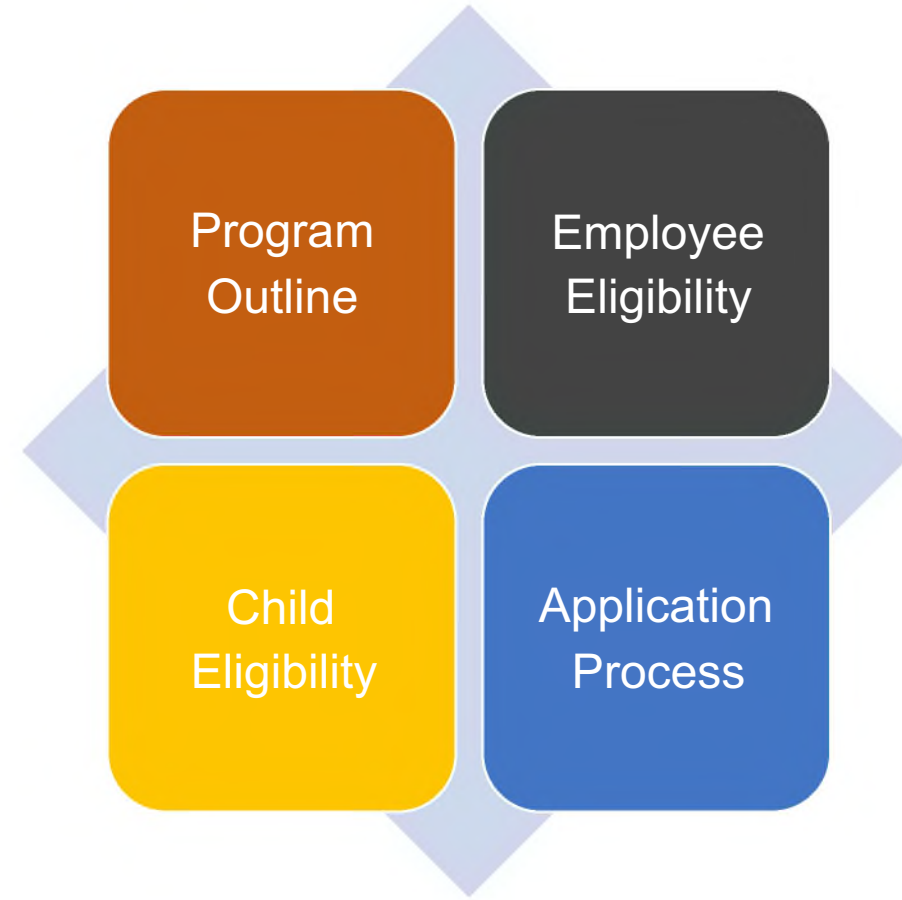 Program
Outline
Employee
Eligibility
Child
Eligibility
Application
Process